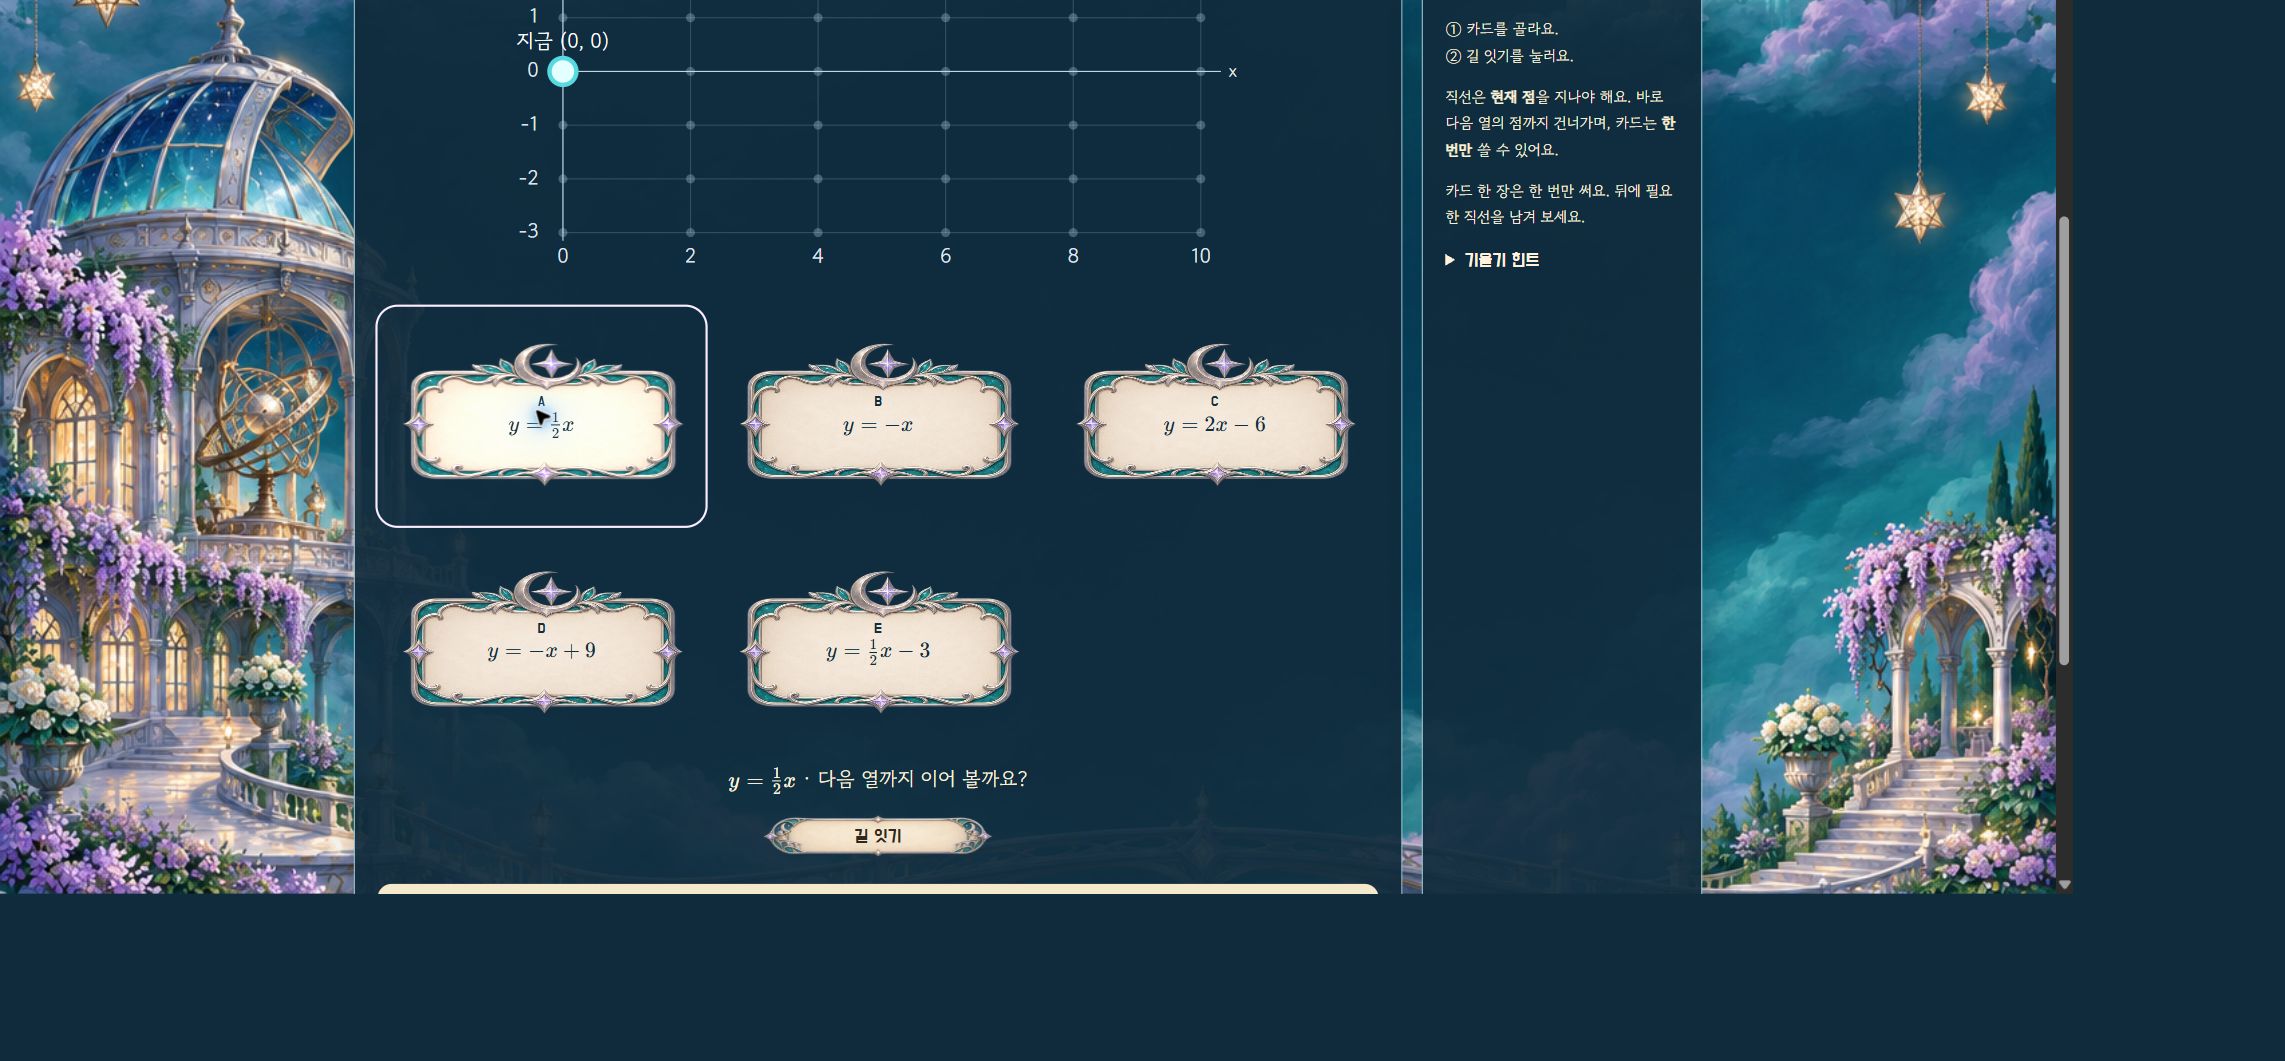 1
지금 (0, 0)
0
x
-1
-2
-3
0 2 4 6 8 10
A
y = 1/2 x
B
y = −x
C
y = 2x − 6
D
y = −x + 9
E
y = 1/2 x − 3
y = 1/2 x · 다음 열까지 이어 볼까요?
길 잇기
① 카드를 골라요.
② 길 잇기를 눌러요.
직선은 현재 점을 지나야 해요. 바로
다음 열의 점까지 건너가며, 카드는 한
번만 쓸 수 있어요.
카드 한 장은 한 번만 써요. 뒤에 필요
한 직선을 남겨 보세요.
▶ 기울기 힌트